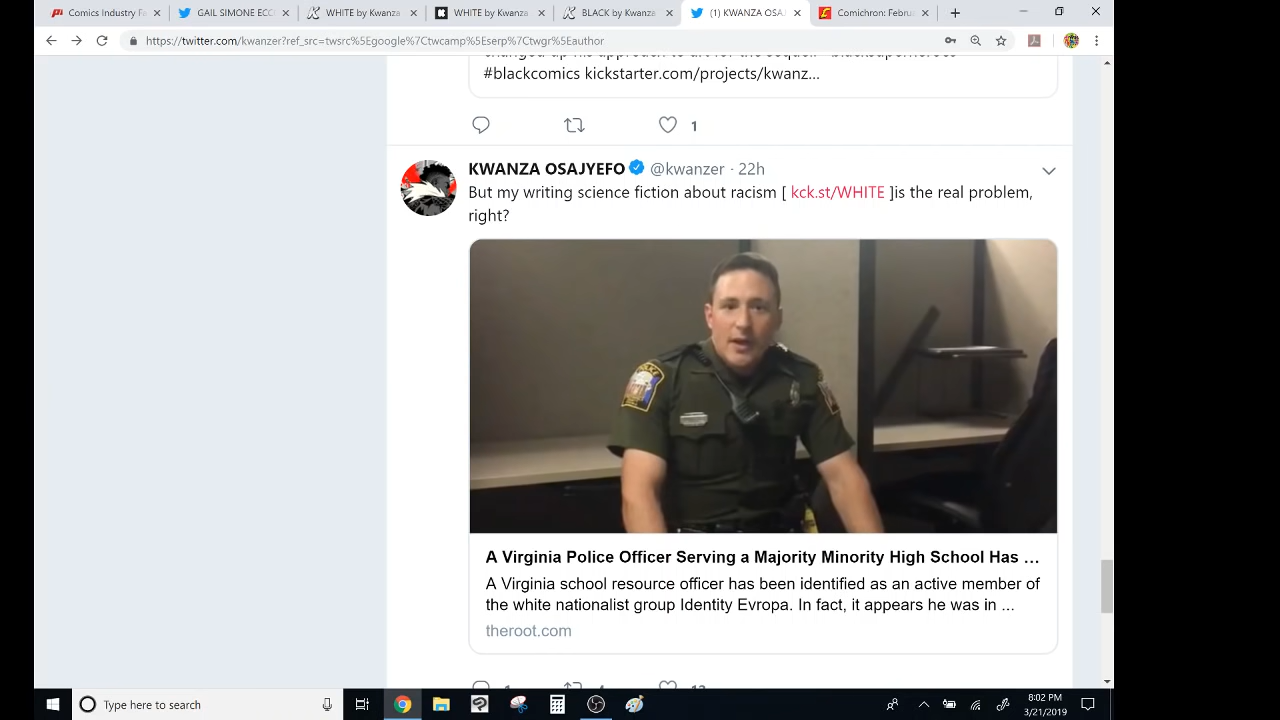 Comics Industry Fa
GAIL SIMONE ECC
WHITE by Kwanza
WHITE by Kwanza
BLACK by Kwanza
(1) KWANZA OSA
Comichron: Febru
https://twitter.com/kwanzer?ref_src=twsrc%5Egoogle%7Ctwcamp%5Eserp%7Ctwgr%5Eauthor
#blackcomics kickstarter.com/projects/kwanz...
1
KWANZA OSAJYEFO @kwanzer · 22h
But my writing science fiction about racism [ kck.st/WHITE ]is the real problem,
right?
A Virginia Police Officer Serving a Majority Minority High School Has ...
A Virginia school resource officer has been identified as an active member of
the white nationalist group Identity Evropa. In fact, it appears he was in ...
theroot.com
Type here to search
8:02 PM
3/21/2019